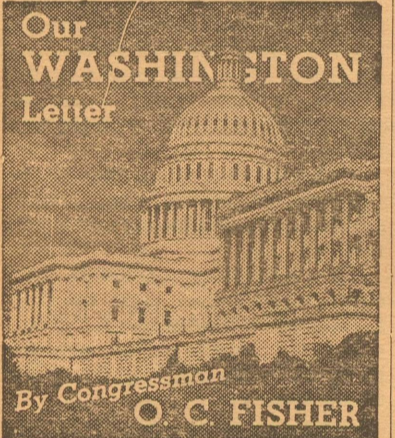 Our
WASHINGTON
Letter
By Congressman
O. C. FISHER